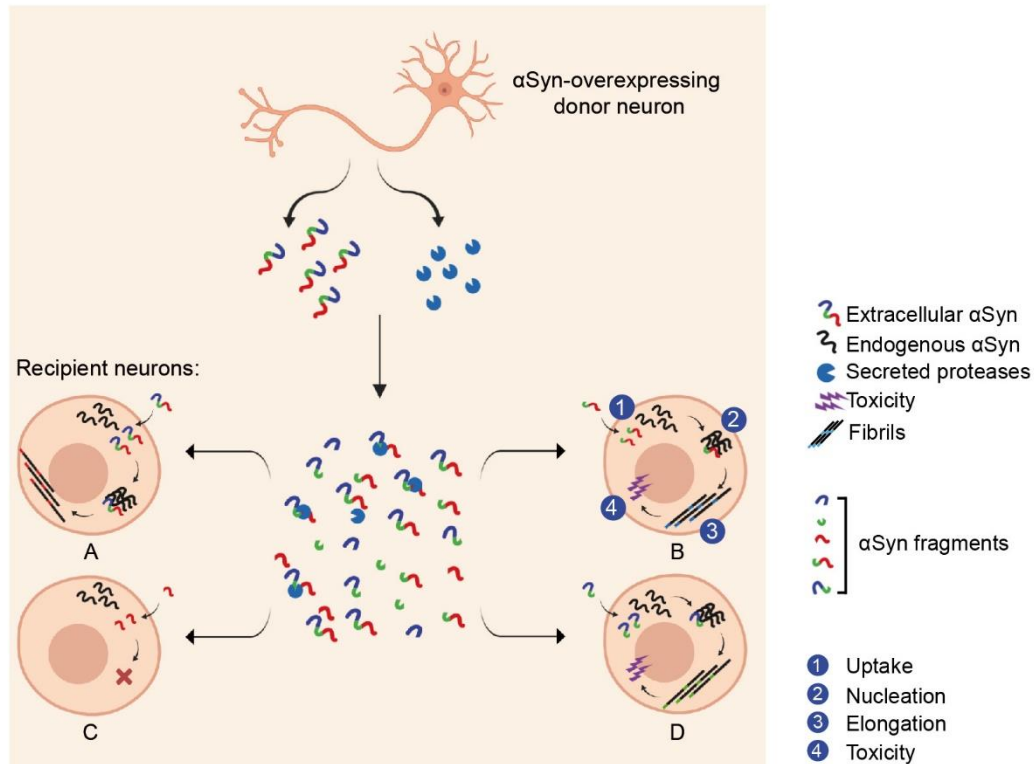 αSyn-overexpressing
donor neuron
Recipient neurons:
A
1
2
3
4
B
C
D
Extracellular αSyn
Endogenous αSyn
Secreted proteases
Toxicity
Fibrils
αSyn fragments
1 Uptake
2 Nucleation
3 Elongation
4 Toxicity